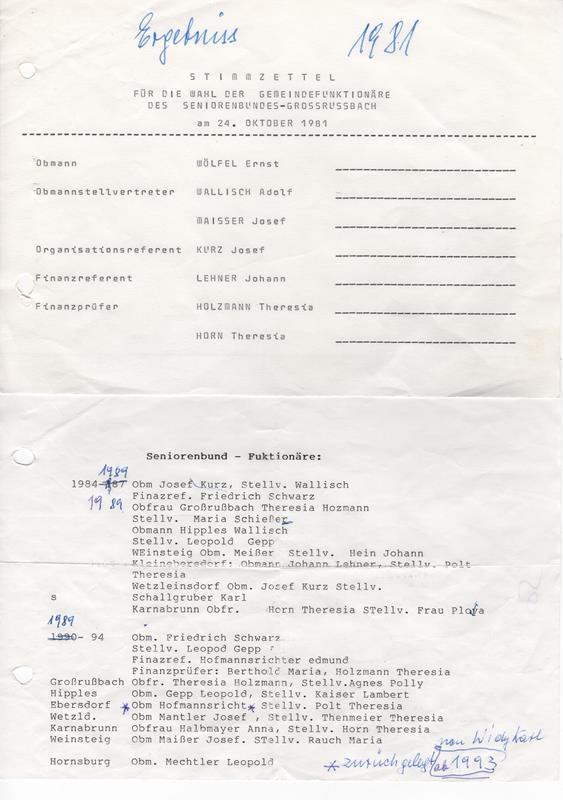 Ergebniss 1981
STIMMZETTEL
FÜR DIE WAHL DER GEMEINDEFUNKTIONÄRE
DES SENIORENBUNDES-GROSSRUSSBACH
am 24. OKTOBER 1981
Obmann WÖLFEL Ernst
Obmannstellvertreter WALLISCH Adolf
MAISSER Josef
Organisationsreferent KURZ Josef
Finanzreferent LEHNER Johann
Finanzprüfer HOLZMANN Theresia
HORN Theresia
Seniorenbund - Fuktionäre:
1989
1984-87 Obm Josef Kurz, Stellv. Wallisch
Finazref. Friedrich Schwarz
1989 Obfrau Großrußbach Theresia Hozmann
Stellv. Maria Schießer
Obmann Hipples Wallisch
Stellv. Leopold Gepp
WEinsteig Obm. Meißer Stellv. Hein Johann
Kleinebersdorf: Obmann Johann Lehner, Stellv. Polt
Theresia
Wetzleinsdorf Obm. Josef Kurz Stellv.
s Schallgruber Karl
Karnabrunn Obfr. Horn Theresia STellv. Frau
1989
1990- 94 Obm. Friedrich Schwarz
Stellv. Leopod Gepp
Finazref. Hofmannsrichter edmund
Finanzprüfer: Berthold Maria, Holzmann Theresia
Großrußbach Obfr. Theresia Holzmann, Stellv.Agnes Polly
Hipples Obm. Gepp Leopold, Stellv. Kaiser Lambert
Ebersdorf * Obm Hofmannsricht * Stellv. Polt Theresia
Wetzld. Obm Mantler Josef , Stellv. Thenmeier Theresia
Karnabrunn Obfrau Halbmayer Anna, Stellv. Horn Theresia
Weinsteig Obm Maißer Josef. STellv. Rauch Maria
Hornsburg Obm. Mechtler Leopold
* zurückgelegt ab 1993